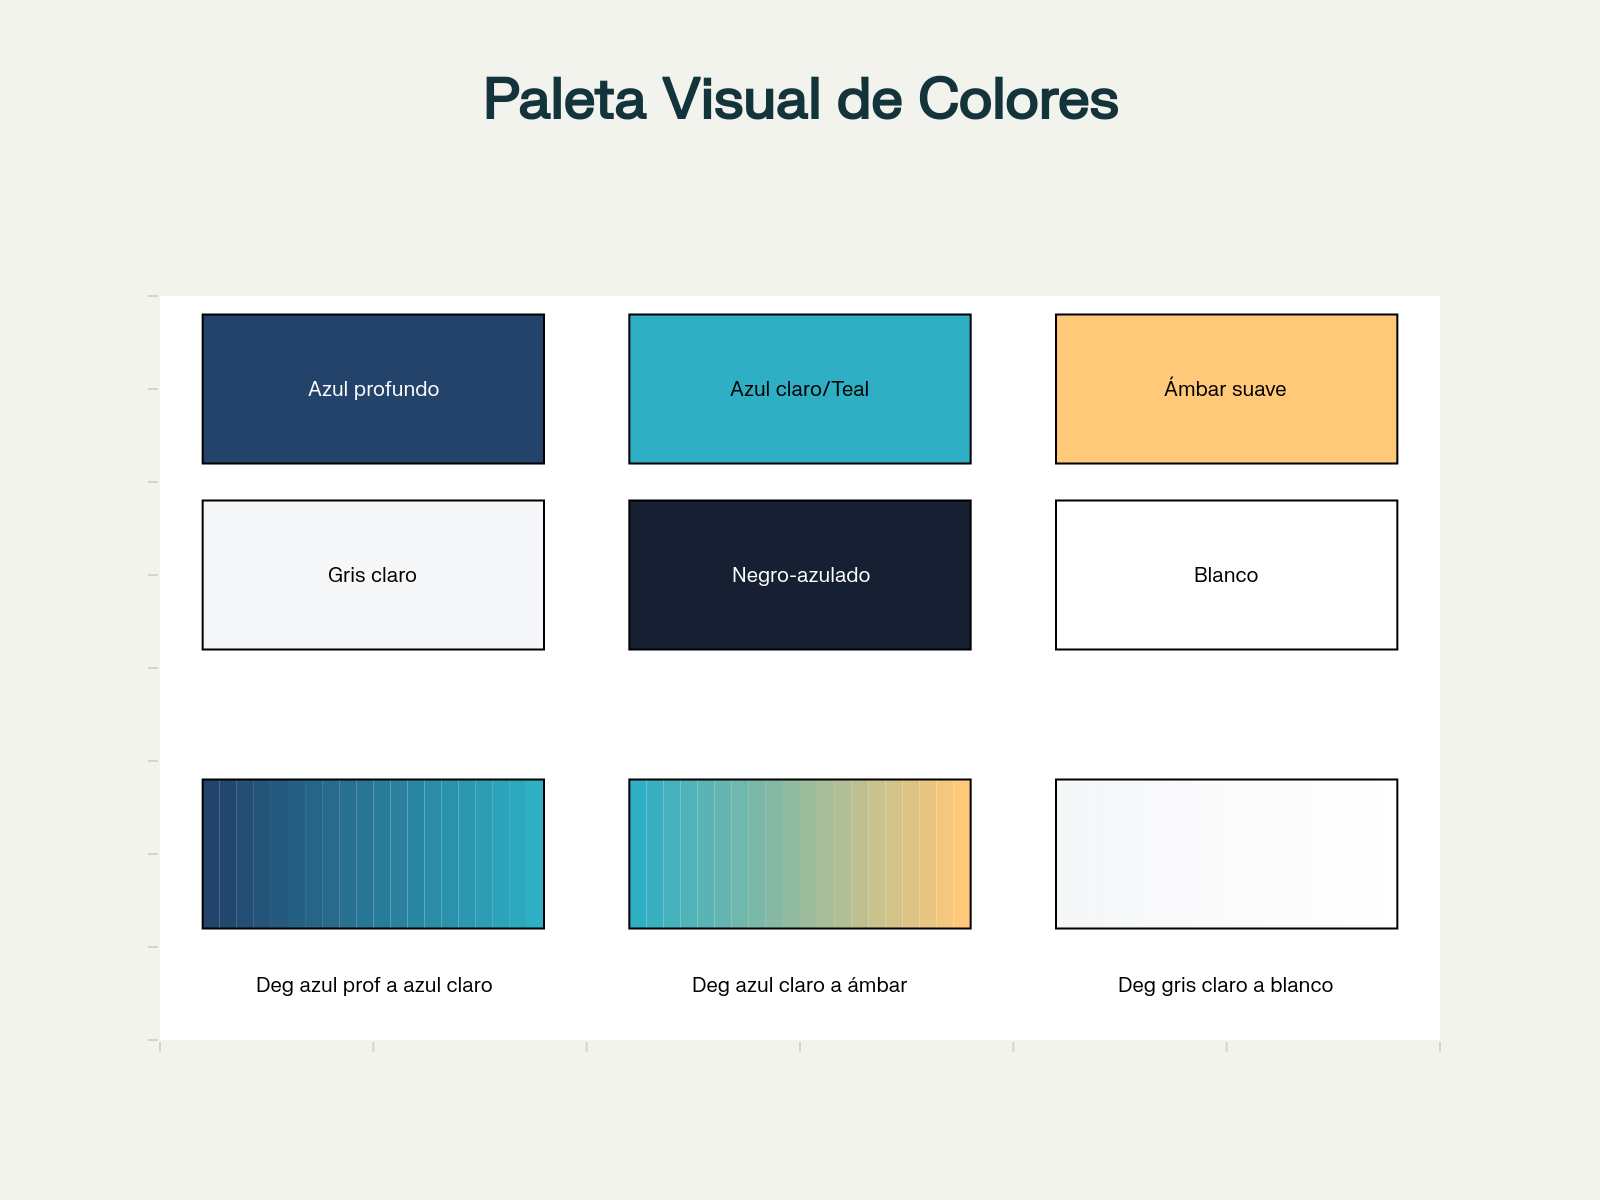 Paleta Visual de Colores
Azul profundo
Azul claro/Teal
Ámbar suave
Gris claro
Negro-azulado
Blanco
Deg azul prof a azul claro
Deg azul claro a ámbar
Deg gris claro a blanco